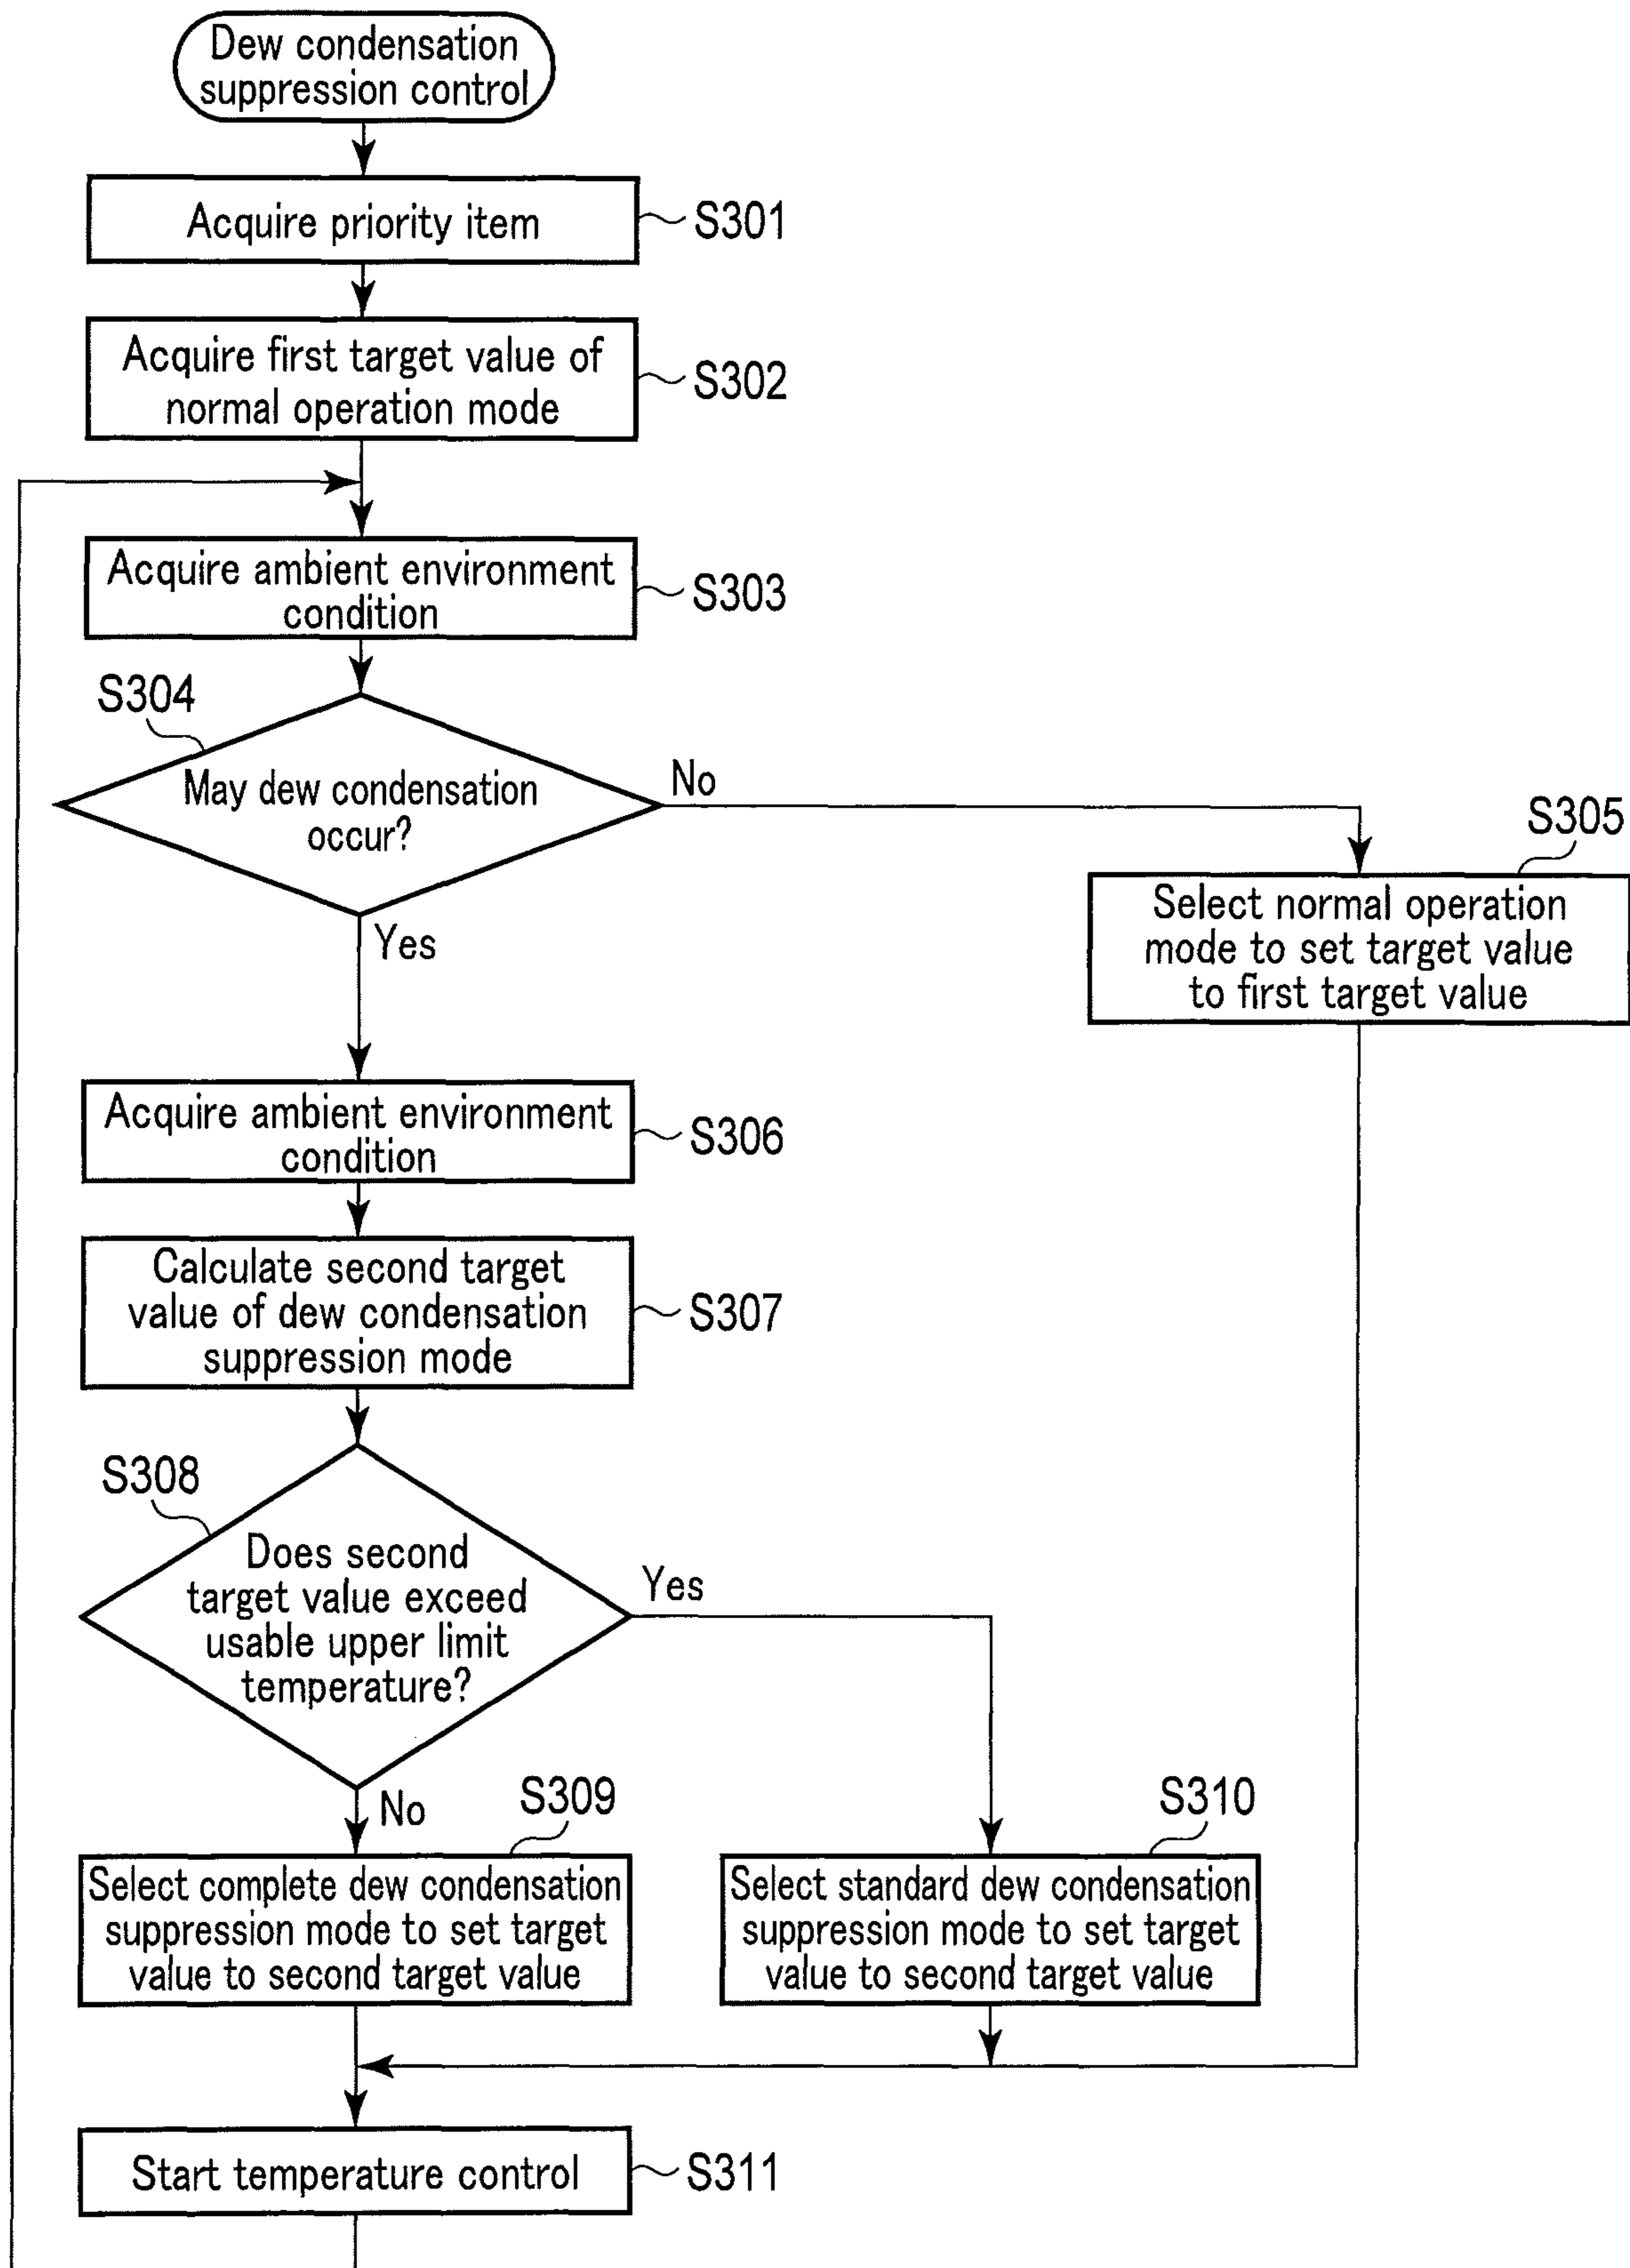 Dew condensation
suppression control
Acquire priority item
S301
Acquire first target value of
normal operation mode
S302
Acquire ambient environment
condition
S303
S304
May dew condensation
occur?
No
Yes
S305
Select normal operation
mode to set target value
to first target value
Acquire ambient environment
condition
S306
Calculate second target
value of dew condensation
suppression mode
S307
S308
Does second
target value exceed
usable upper limit
temperature?
Yes
No
S309
Select complete dew condensation
suppression mode to set target
value to second target value
S310
Select standard dew condensation
suppression mode to set target
value to second target value
Start temperature control
S311